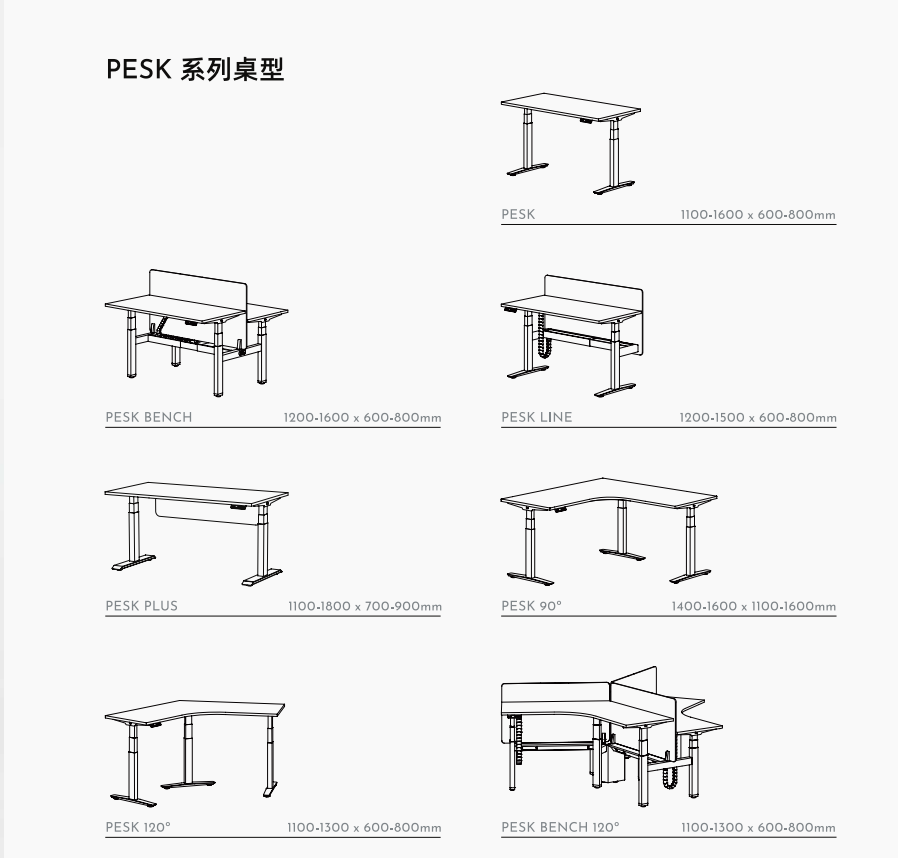 PESK 系列桌型
PESK 1100-1600 x 600-800mm
PESK BENCH 1200-1600 x 600-800mm
PESK LINE 1200-1500 x 600-800mm
PESK PLUS 1100-1800 x 700-900mm
PESK 90° 1400-1600 x 1100-1600mm
PESK 120° 1100-1300 x 600-800mm
PESK BENCH 120° 1100-1300 x 600-800mm